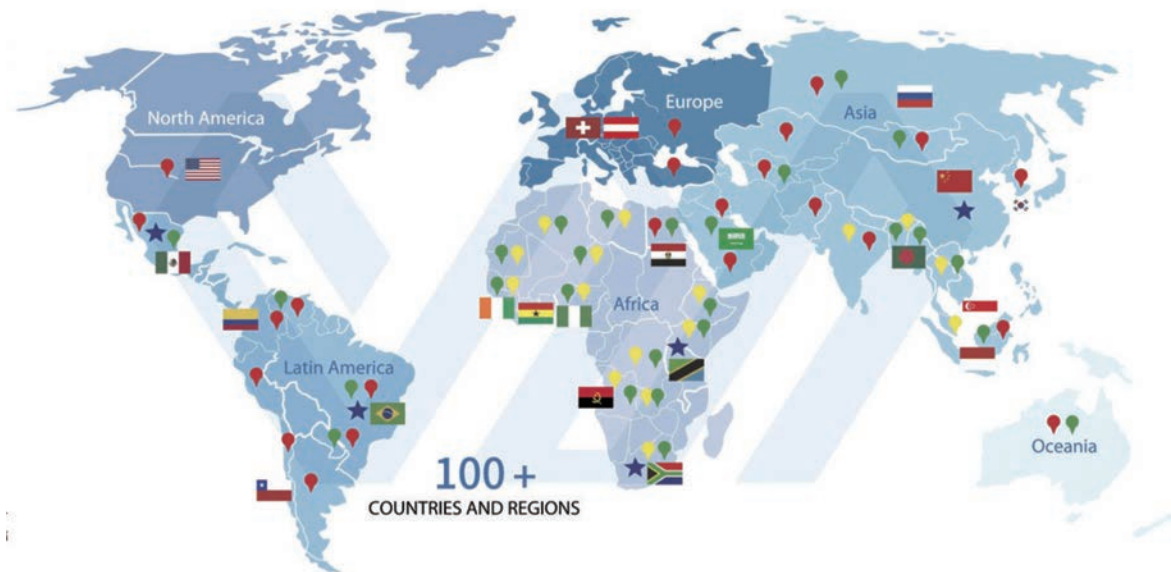 North America
Europe
Asia
Africa
Latin America
Oceania
100 +
COUNTRIES AND REGIONS